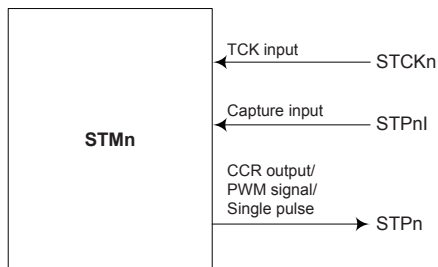 TCK input
STCKn
Capture input
STPnI
STMn
CCR output/
PWM signal/
Single pulse
STPn